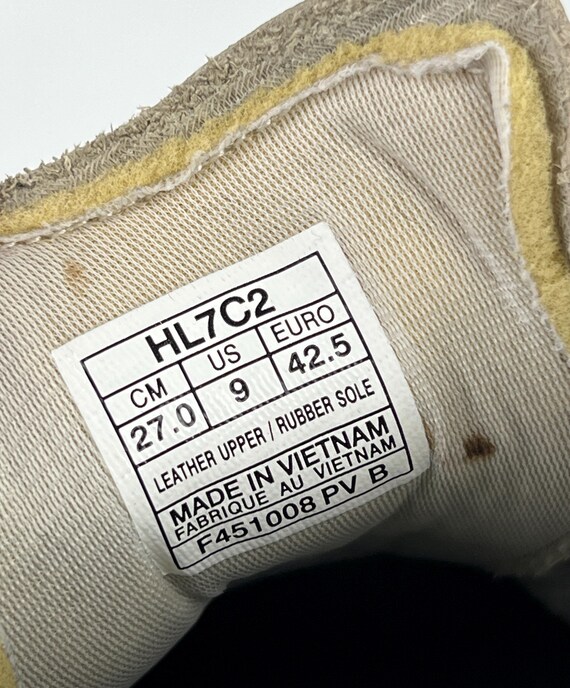 HL7C2
CM US EURO
27.0 9 42.5
LEATHER UPPER / RUBBER SOLE
MADE IN VIETNAM
FABRIQUE AU VIETNAM
F451008 PV B